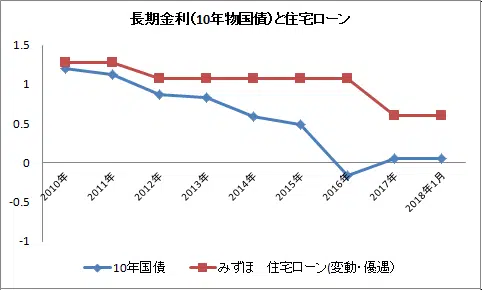 長期金利(10年物国債)と住宅ローン
1.5
1
0.5
0
-0.5
-1
2010年
2011年
2012年
2013年
2014年
2015年
2016年
2017年
2018年1月
10年国債
みずほ　住宅ローン(変動・優遇)